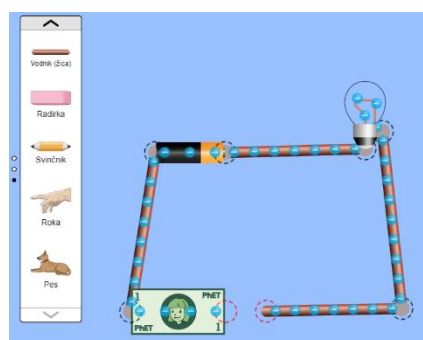 Vodnik (žica)
Radirka
Svinčnik
Roka
Pes
1
PhET
PhET
1